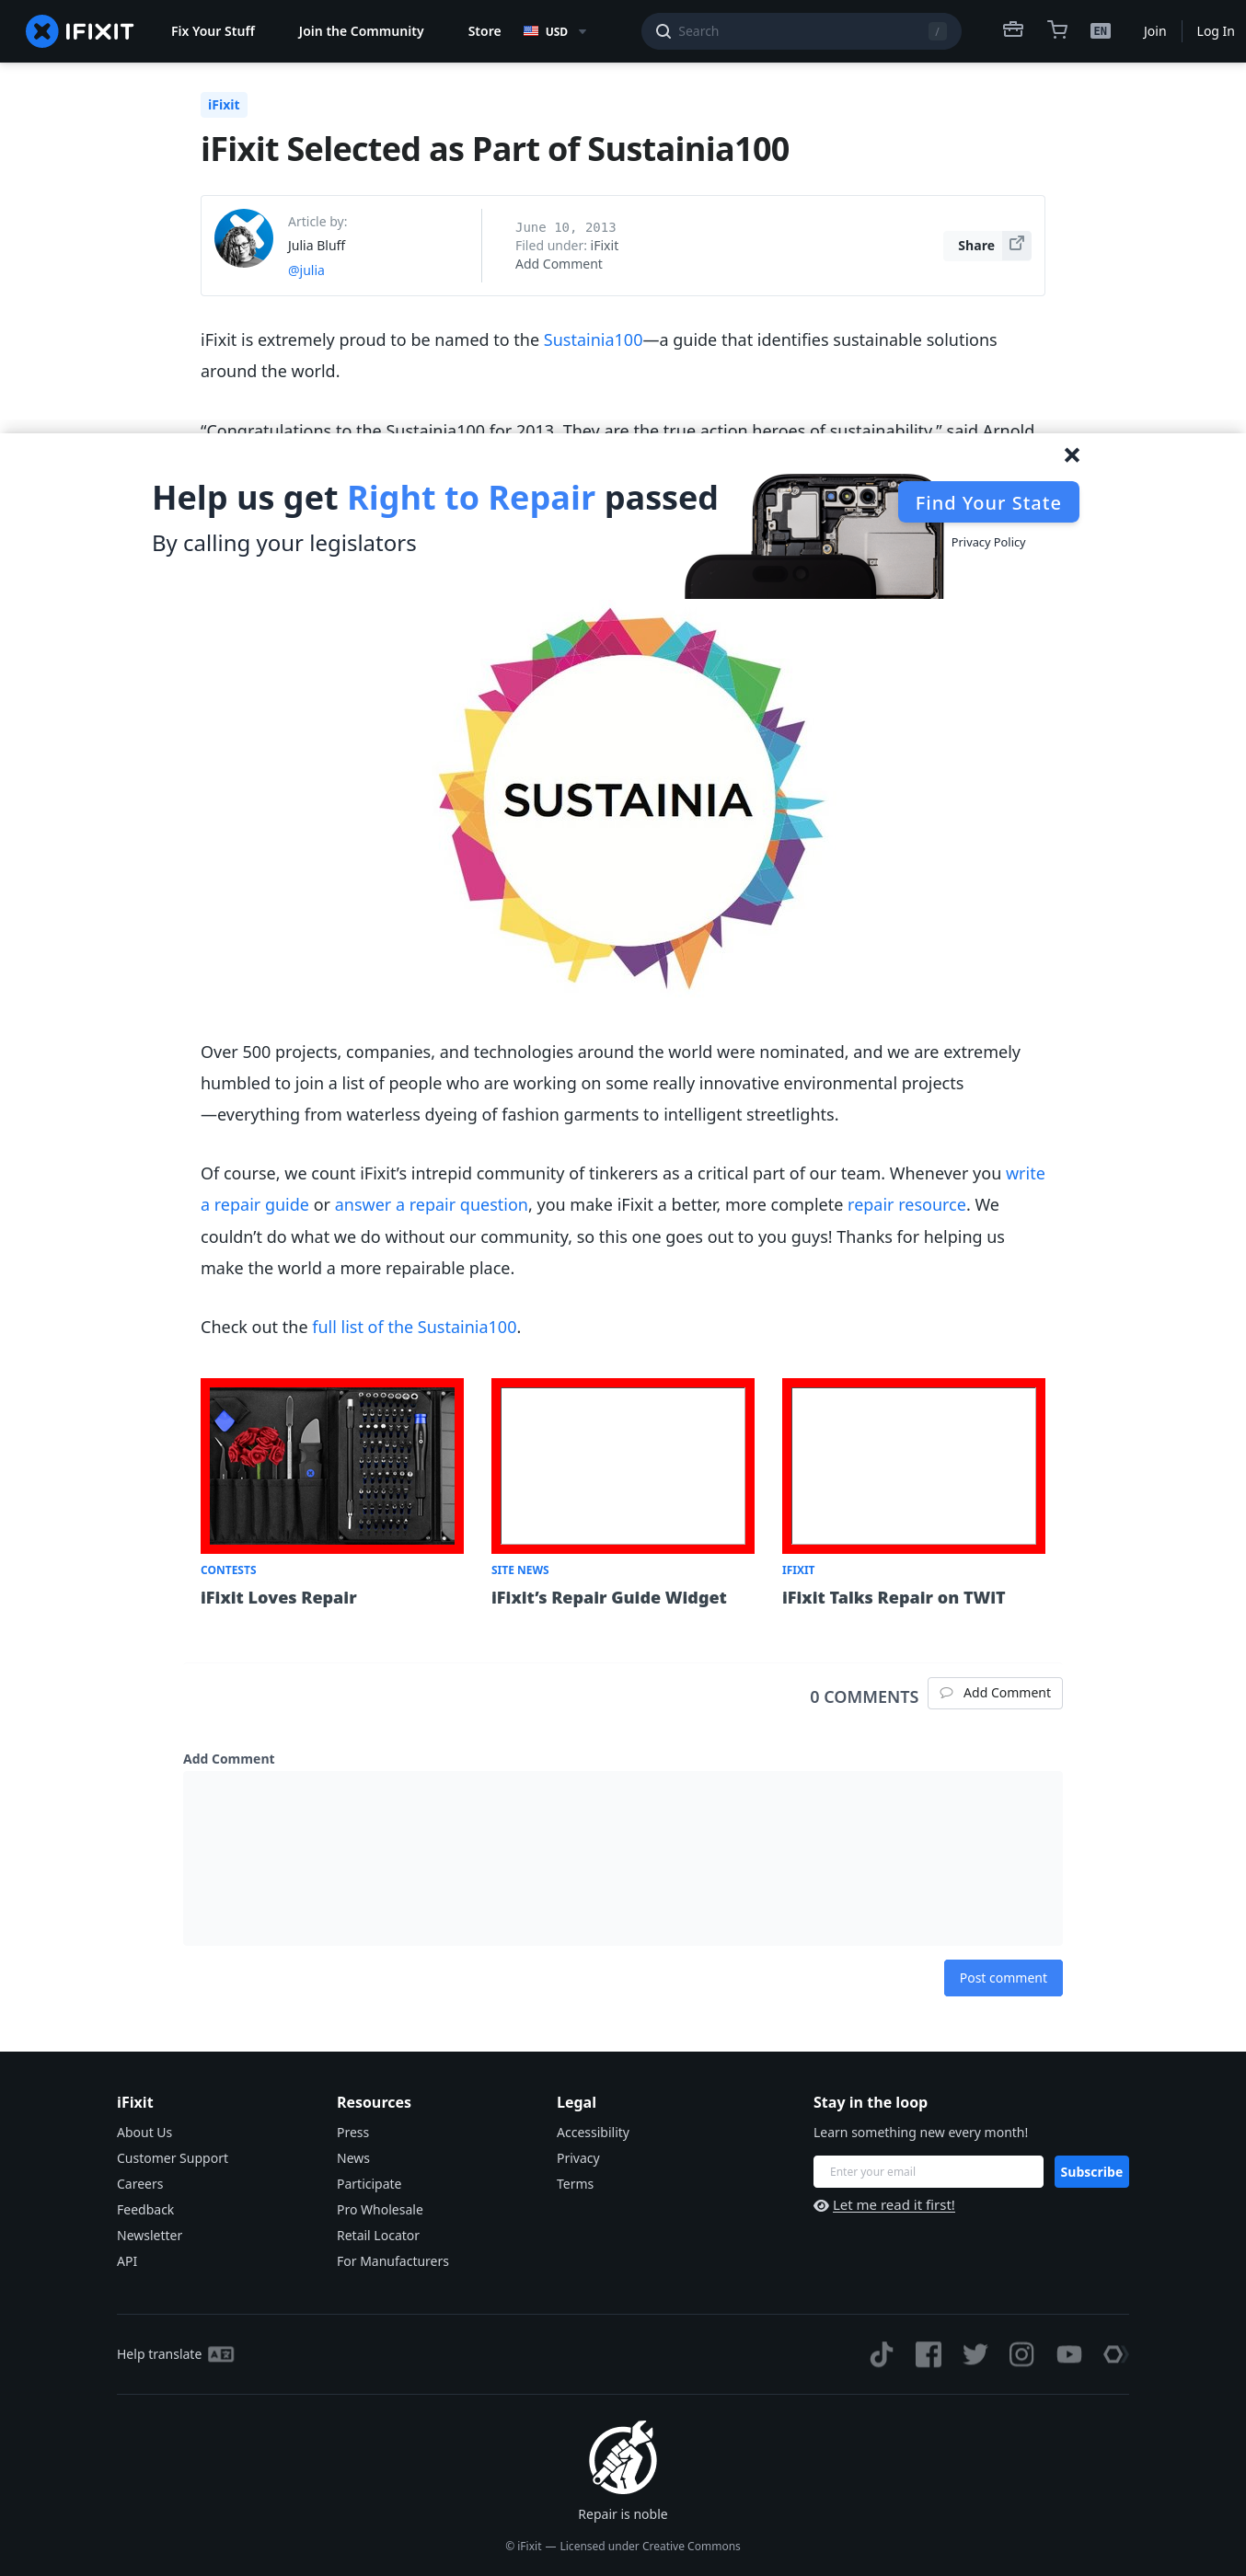 IFIXIT
Fix Your Stuff
Join the Community
Store
USD
Search
/
EN
Join
Log In
iFixit
iFixit Selected as Part of Sustainia100
Article by:
Julia Bluff
@julia
June 10, 2013
Filed under: iFixit
Add Comment
Share
iFixit is extremely proud to be named to the Sustainia100—a guide that identifies sustainable solutions
around the world.
“Congratulations to the Sustainia100 for 2013. They are the true action heroes of sustainability,” said Arnold
Help us get Right to Repair passed
By calling your legislators
Find Your State
Privacy Policy
SUSTAINIA
Over 500 projects, companies, and technologies around the world were nominated, and we are extremely
humbled to join a list of people who are working on some really innovative environmental projects
—everything from waterless dyeing of fashion garments to intelligent streetlights.
Of course, we count iFixit’s intrepid community of tinkerers as a critical part of our team. Whenever you write
a repair guide or answer a repair question, you make iFixit a better, more complete repair resource. We
couldn’t do what we do without our community, so this one goes out to you guys! Thanks for helping us
make the world a more repairable place.
Check out the full list of the Sustainia100.
CONTESTS
iFixit Loves Repair
SITE NEWS
iFixit’s Repair Guide Widget
IFIXIT
iFixit Talks Repair on TWiT
0 COMMENTS
Add Comment
Add Comment
Post comment
iFixit
About Us
Customer Support
Careers
Feedback
Newsletter
API
Resources
Press
News
Participate
Pro Wholesale
Retail Locator
For Manufacturers
Legal
Accessibility
Privacy
Terms
Stay in the loop
Learn something new every month!
Enter your email
Subscribe
Let me read it first!
Help translate
Repair is noble
© iFixit — Licensed under Creative Commons